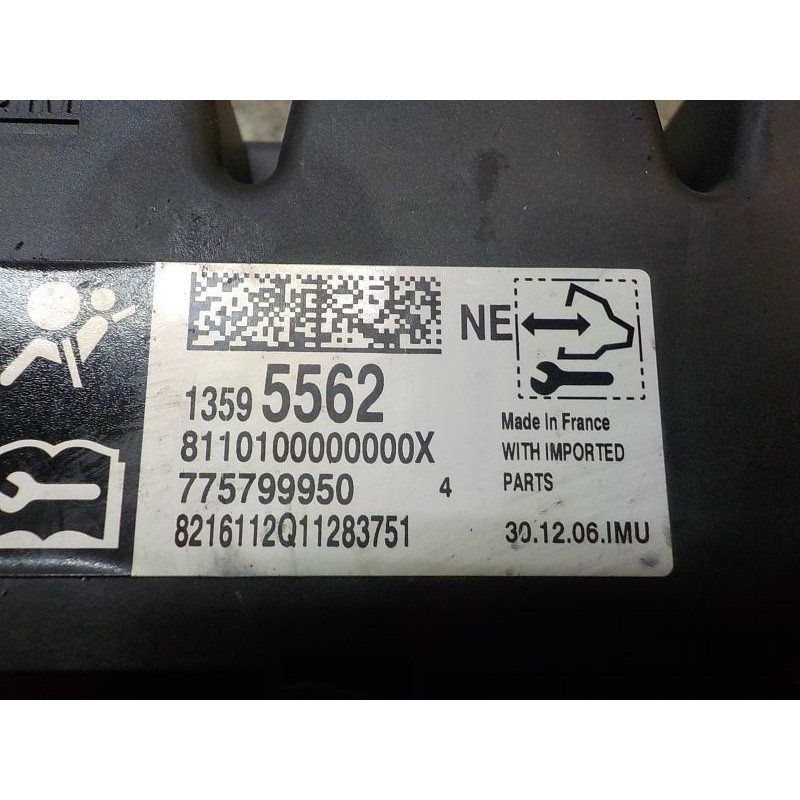 NE
1359 5562
8110100000000X
775799950 4
8216112Q11283751
Made In France
WITH IMPORTED
PARTS
30.12.06.IMU